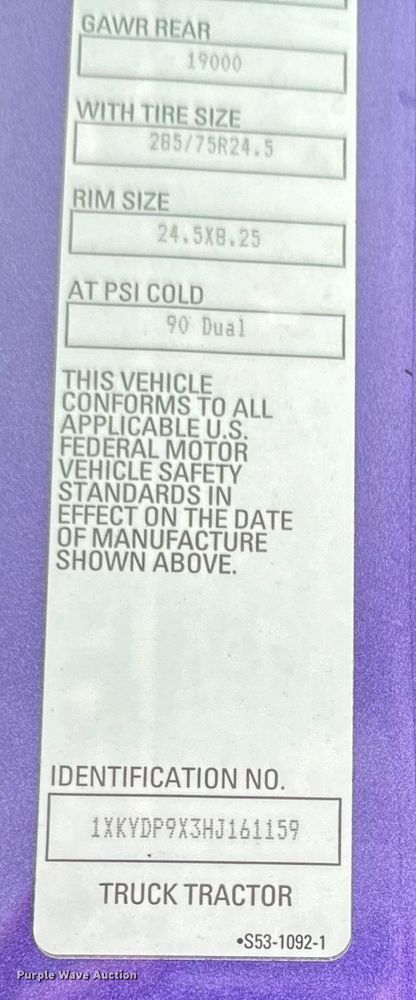 GAWR REAR
19000
WITH TIRE SIZE
285/75R24.5
RIM SIZE
24.5X8.25
AT PSI COLD
90 Dual
THIS VEHICLE
CONFORMS TO ALL
APPLICABLE U.S.
FEDERAL MOTOR
VEHICLE SAFETY
STANDARDS IN
EFFECT ON THE DATE
OF MANUFACTURE
SHOWN ABOVE.
IDENTIFICATION NO.
1XKYDP9X3HJ161159
TRUCK TRACTOR
•S53-1092-1
Purple Wave Auction